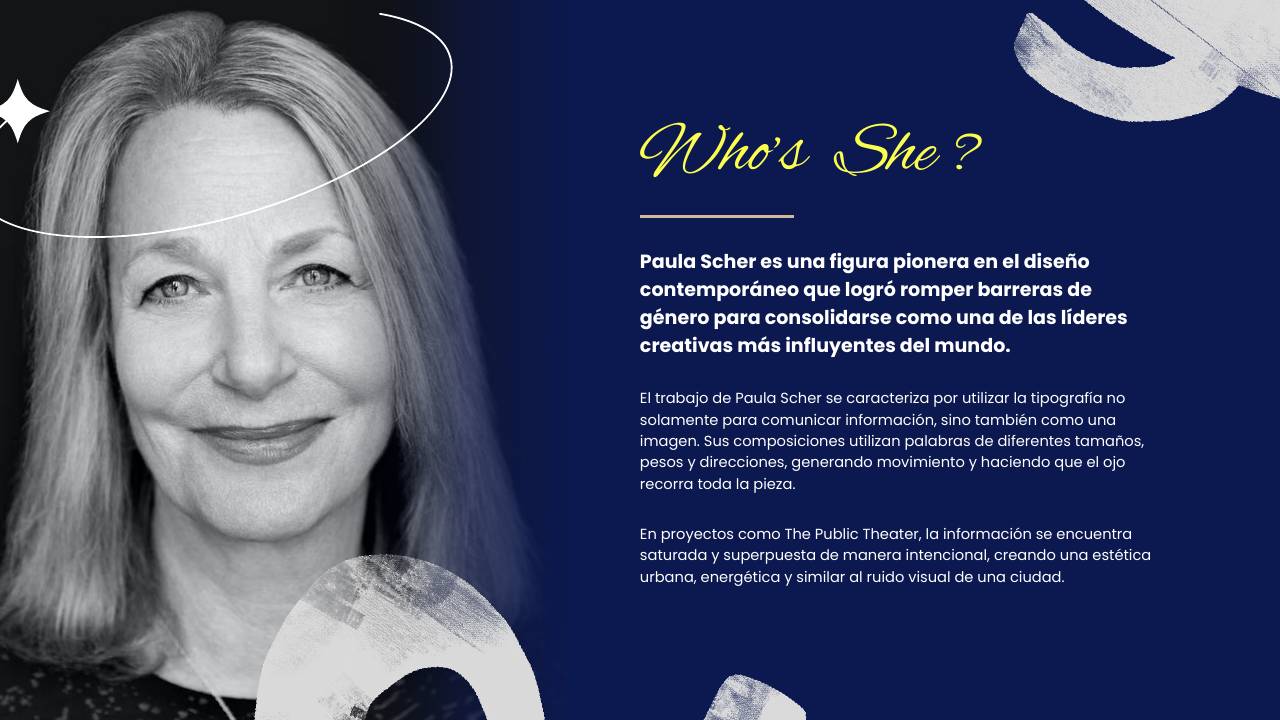 Who's She ?
Paula Scher es una figura pionera en el diseño
contemporáneo que logró romper barreras de
género para consolidarse como una de las líderes
creativas más influyentes del mundo.
El trabajo de Paula Scher se caracteriza por utilizar la tipografía no
solamente para comunicar información, sino también como una
imagen. Sus composiciones utilizan palabras de diferentes tamaños,
pesos y direcciones, generando movimiento y haciendo que el ojo
recorra toda la pieza.
En proyectos como The Public Theater, la información se encuentra
saturada y superpuesta de manera intencional, creando una estética
urbana, energética y similar al ruido visual de una ciudad.